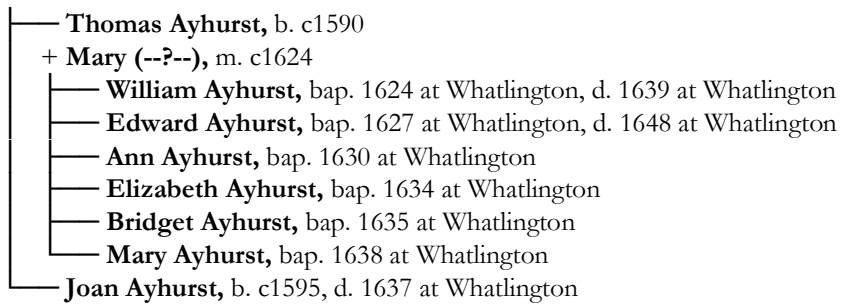 Thomas Ayhurst, b. c1590
+ Mary (--?--), m. c1624
William Ayhurst, bap. 1624 at Whatlington, d. 1639 at Whatlington
Edward Ayhurst, bap. 1627 at Whatlington, d. 1648 at Whatlington
Ann Ayhurst, bap. 1630 at Whatlington
Elizabeth Ayhurst, bap. 1634 at Whatlington
Bridget Ayhurst, bap. 1635 at Whatlington
Mary Ayhurst, bap. 1638 at Whatlington
Joan Ayhurst, b. c1595, d. 1637 at Whatlington